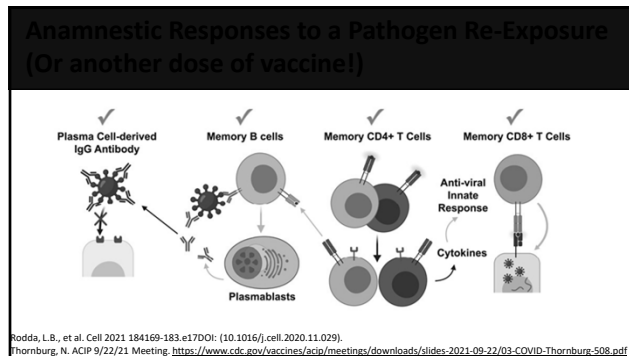 Anamnestic Responses to a Pathogen Re-Exposure
(Or another dose of vaccine!)
Plasma Cell-derived
IgG Antibody
Memory B cells
Memory CD4+ T Cells
Memory CD8+ T Cells
Anti-viral
Innate
Response
Cytokines
Plasmablasts
Rodda, L.B., et al. Cell 2021 184169-183.e17DOI: (10.1016/j.cell.2020.11.029).
Thornburg, N. ACIP 9/22/21 Meeting. https://www.cdc.gov/vaccines/acip/meetings/downloads/slides-2021-09-22/03-COVID-Thornburg-508.pdf